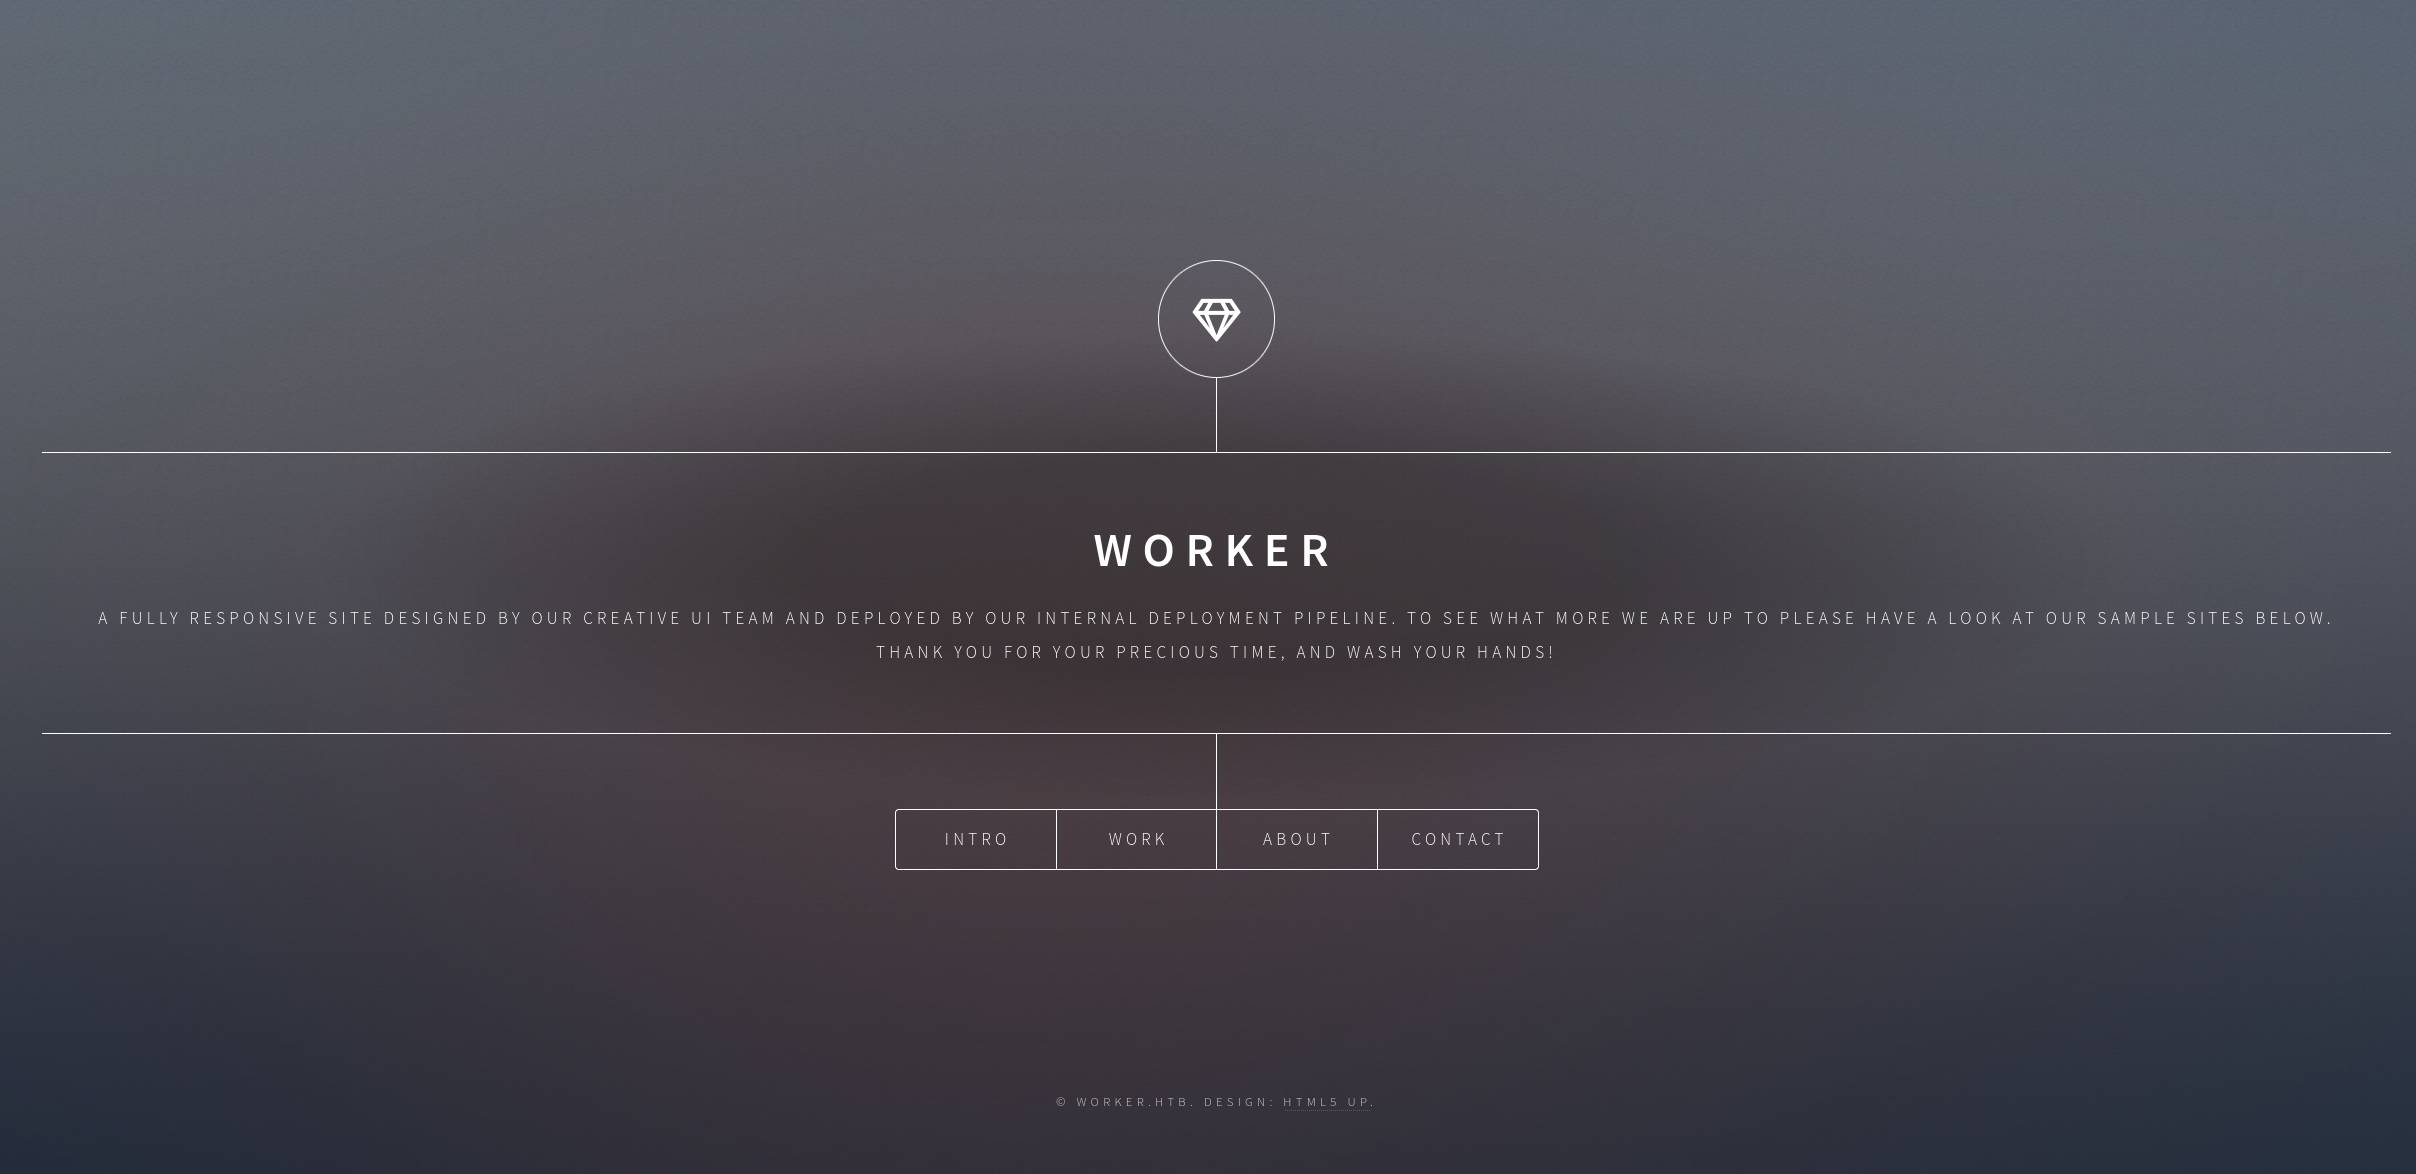 WORKER
A FULLY RESPONSIVE SITE DESIGNED BY OUR CREATIVE UI TEAM AND DEPLOYED BY OUR INTERNAL DEPLOYMENT PIPELINE. TO SEE WHAT MORE WE ARE UP TO PLEASE HAVE A LOOK AT OUR SAMPLE SITES BELOW.
THANK YOU FOR YOUR PRECIOUS TIME, AND WASH YOUR HANDS!
INTRO WORK ABOUT CONTACT
© WORKER.HTB. DESIGN: HTML5 UP.